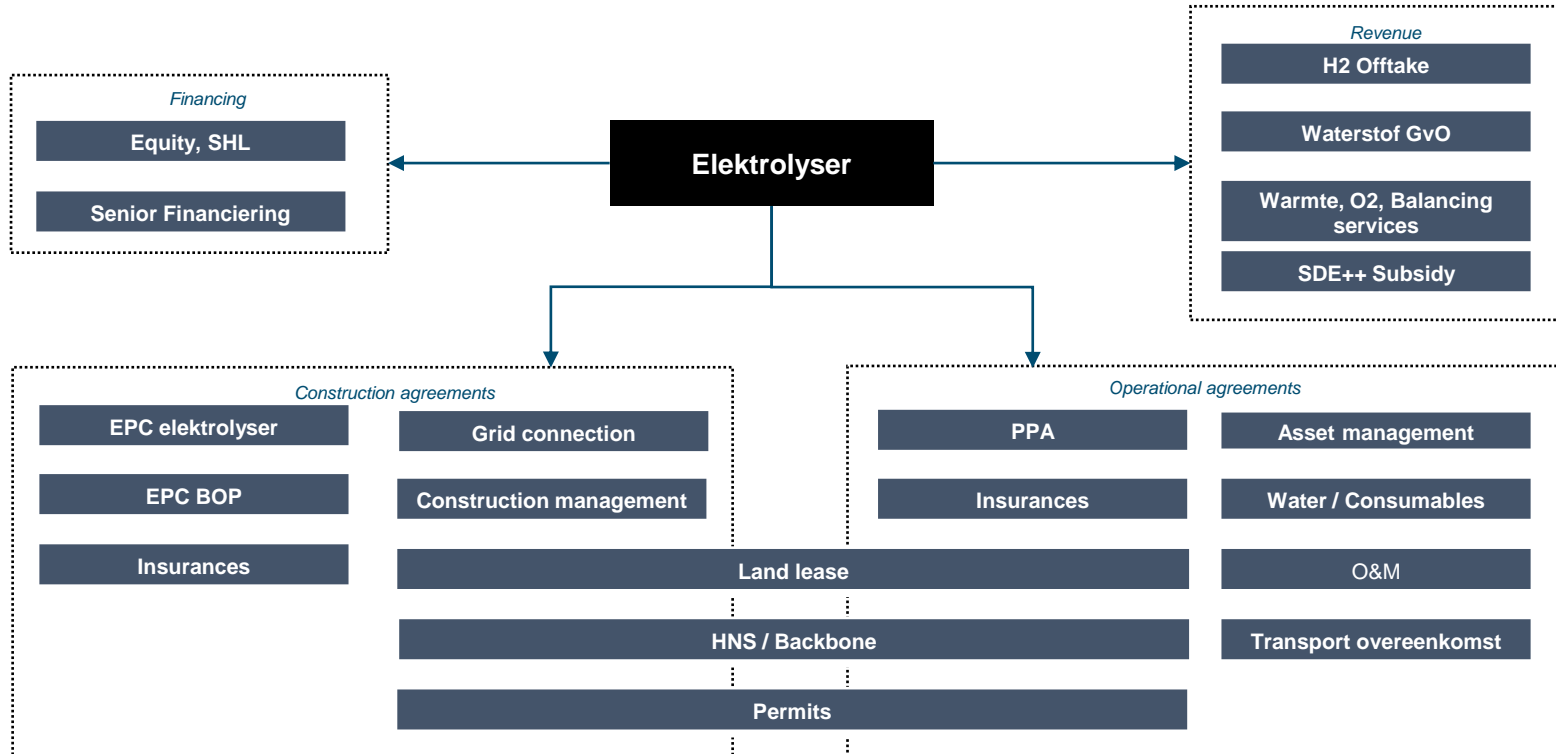 Revenue
H2 Offtake
Waterstof GvO
Warmte, O2, Balancing
services
SDE++ Subsidy
Financing
Equity, SHL
Senior Financiering
Elektrolyser
Construction agreements
EPC elektrolyser
EPC BOP
Insurances
Grid connection
Construction management
Operational agreements
PPA
Insurances
Asset management
Water / Consumables
O&M
Transport overeenkomst
Land lease
HNS / Backbone
Permits